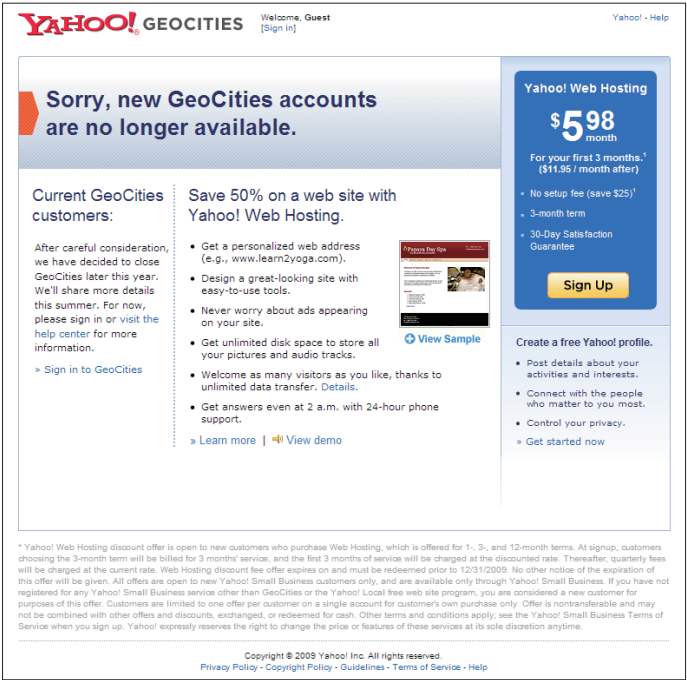 YAHOO! GEOCITIES
Welcome, Guest
[Sign in]
Yahoo! - Help
Sorry, new GeoCities accounts
are no longer available.
Current GeoCities
customers:
After careful consideration,
we have decided to close
GeoCities later this year.
We'll share more details
this summer. For now,
please sign in or visit the
help center for more
information.
» Sign in to GeoCities
Save 50% on a web site with
Yahoo! Web Hosting.
• Get a personalized web address
(e.g., www.learn2yoga.com).
• Design a great-looking site with
easy-to-use tools.
• Never worry about ads appearing
on your site.
• Get unlimited disk space to store all
your pictures and audio tracks.
• Welcome as many visitors as you like, thanks to
unlimited data transfer. Details.
• Get answers even at 2 a.m. with 24-hour phone
support.
» Learn more | View demo
Papaya Day Spa
View Sample
Yahoo! Web Hosting
$5.98
month
For your first 3 months.¹
($11.95 / month after)
No setup fee (save $25)¹
3-month term
30-Day Satisfaction
Guarantee
Sign Up
Create a free Yahoo! profile.
• Post details about your
activities and interests.
• Connect with the people
who matter to you most.
• Control your privacy.
» Get started now
* Yahoo! Web Hosting discount offer is open to new customers who purchase Web Hosting, which is offered for 1-, 3-, and 12-month terms. At signup, customers
choosing the 3-month term will be billed for 3 months' service, and the first 3 months of service will be charged at the discounted rate. Thereafter, quarterly fees
will be charged at the current rate. Web Hosting discount fee offer expires on and must be redeemed prior to 12/31/2009. No other notice of the expiration of
this offer will be given. All offers are open to new Yahoo! Small Business customers only, and are available only through Yahoo! Small Business. If you have not
registered for any Yahoo! Small Business service other than GeoCities or the Yahoo! Local free web site program, you are considered a new customer for
purposes of this offer. Customers are limited to one offer per customer on a single account for customer's own purchase only. Offer is nontransferable and may
not be combined with other offers and discounts, exchanged, or redeemed for cash. Other terms and conditions apply; see the Yahoo! Small Business Terms of
Service when you sign up. Yahoo! expressly reserves the right to change the price or features of these services at its sole discretion anytime.
Copyright © 2009 Yahoo! Inc. All rights reserved.
Privacy Policy - Copyright Policy - Guidelines - Terms of Service - Help